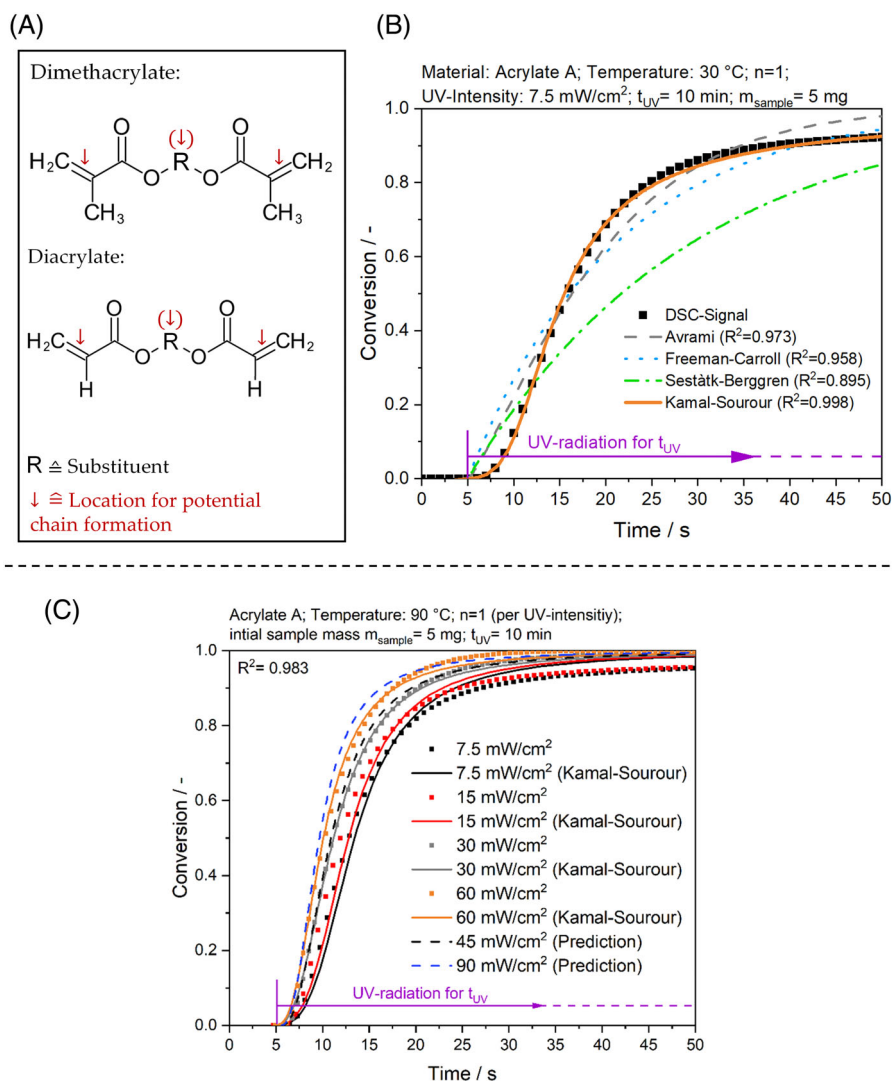 (A)
Dimethacrylate:
O (↓) O
H₂C ↓ R ↓ CH₂
O O
CH₃ CH₃
Diacrylate:
O (↓) O
H₂C ↓ R ↓ CH₂
O O
H H
R ≙ Substituent
↓ ≙ Location for potential
chain formation
(B)
Material: Acrylate A; Temperature: 30 °C; n=1;
UV-Intensity: 7.5 mW/cm²; t_UV= 10 min; m_sample= 5 mg
Conversion / -
1.0
0.8
0.6
0.4
0.2
0.0
DSC-Signal
Avrami (R²=0.973)
Freeman-Carroll (R²=0.958)
Sestàtk-Berggren (R²=0.895)
Kamal-Sourour (R²=0.998)
UV-radiation for t_UV
0 5 10 15 20 25 30 35 40 45 50
Time / s
(C)
Acrylate A; Temperature: 90 °C; n=1 (per UV-intensitiy);
intial sample mass m_sample= 5 mg; t_UV= 10 min
Conversion / -
1.0
0.8
0.6
0.4
0.2
0.0
R²= 0.983
7.5 mW/cm²
7.5 mW/cm² (Kamal-Sourour)
15 mW/cm²
15 mW/cm² (Kamal-Sourour)
30 mW/cm²
30 mW/cm² (Kamal-Sourour)
60 mW/cm²
60 mW/cm² (Kamal-Sourour)
45 mW/cm² (Prediction)
90 mW/cm² (Prediction)
UV-radiation for t_UV
0 5 10 15 20 25 30 35 40 45 50
Time / s